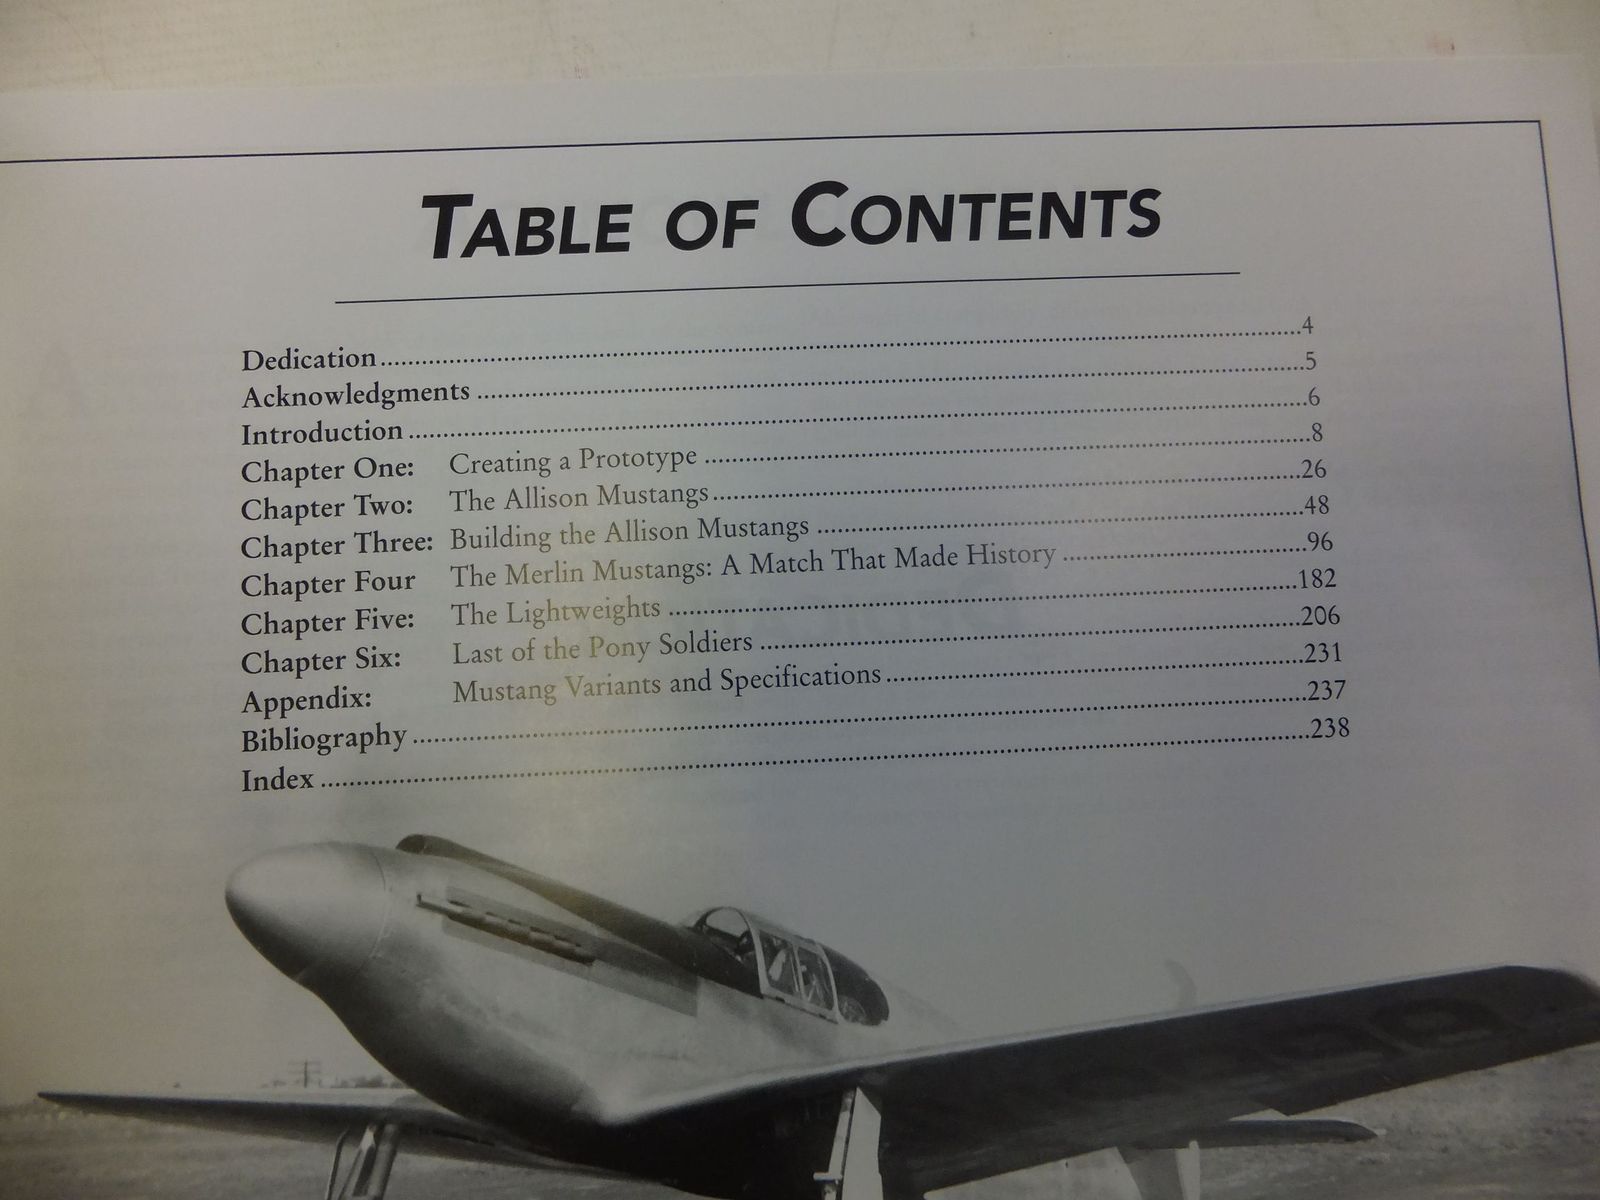 TABLE OF CONTENTS
Dedication....................4
Acknowledgments ....................5
Introduction ....................6
Chapter One: Creating a Prototype ....................8
Chapter Two: The Allison Mustangs....................26
Chapter Three: Building the Allison Mustangs ....................48
Chapter Four The Merlin Mustangs: A Match That Made History ....................96
Chapter Five: The Lightweights ....................182
Chapter Six: Last of the Pony Soldiers ....................206
Appendix: Mustang Variants and Specifications ....................231
Bibliography ....................237
Index ....................238